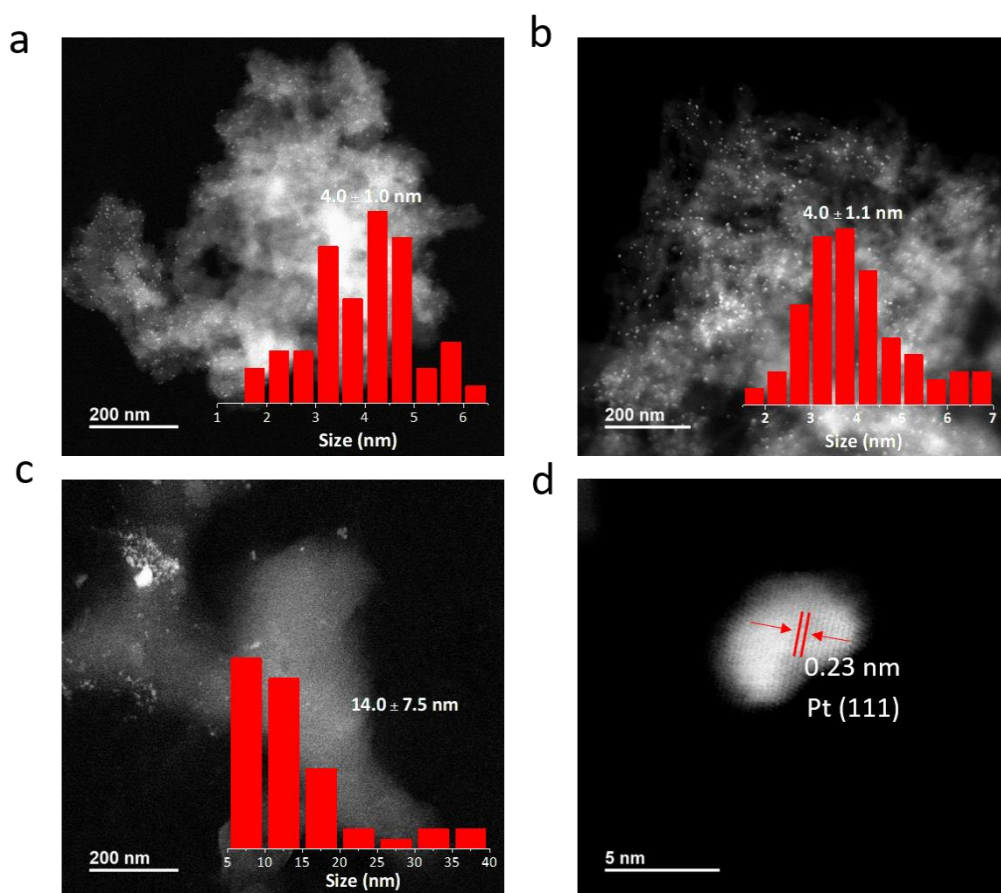 a
b
4.0 ± 1.0 nm
4.0 ± 1.1 nm
200 nm
1 2 3 4 5 6
Size (nm)
200 nm
2 3 4 5 6 7
Size (nm)
c
d
14.0 ± 7.5 nm
0.23 nm
Pt (111)
200 nm
5 10 15 20 25 30 35 40
Size (nm)
5 nm